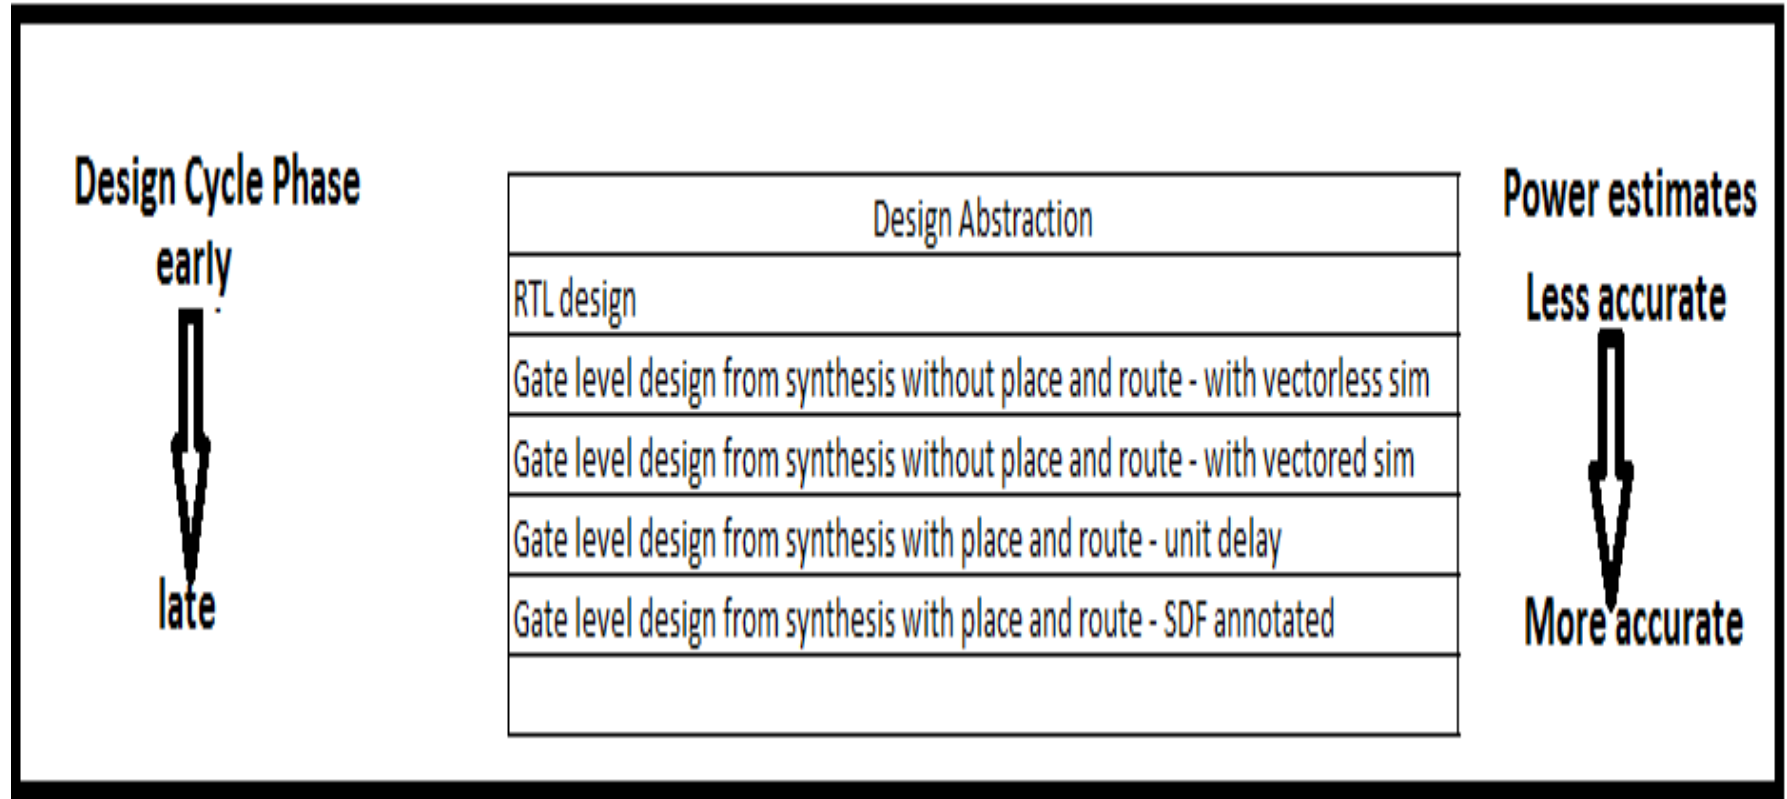 Design Cycle Phase
early
late
Design Abstraction
RTL design
Gate level design from synthesis without place and route - with vectorless sim
Gate level design from synthesis without place and route - with vectored sim
Gate level design from synthesis with place and route - unit delay
Gate level design from synthesis with place and route - SDF annotated
Power estimates
Less accurate
More accurate